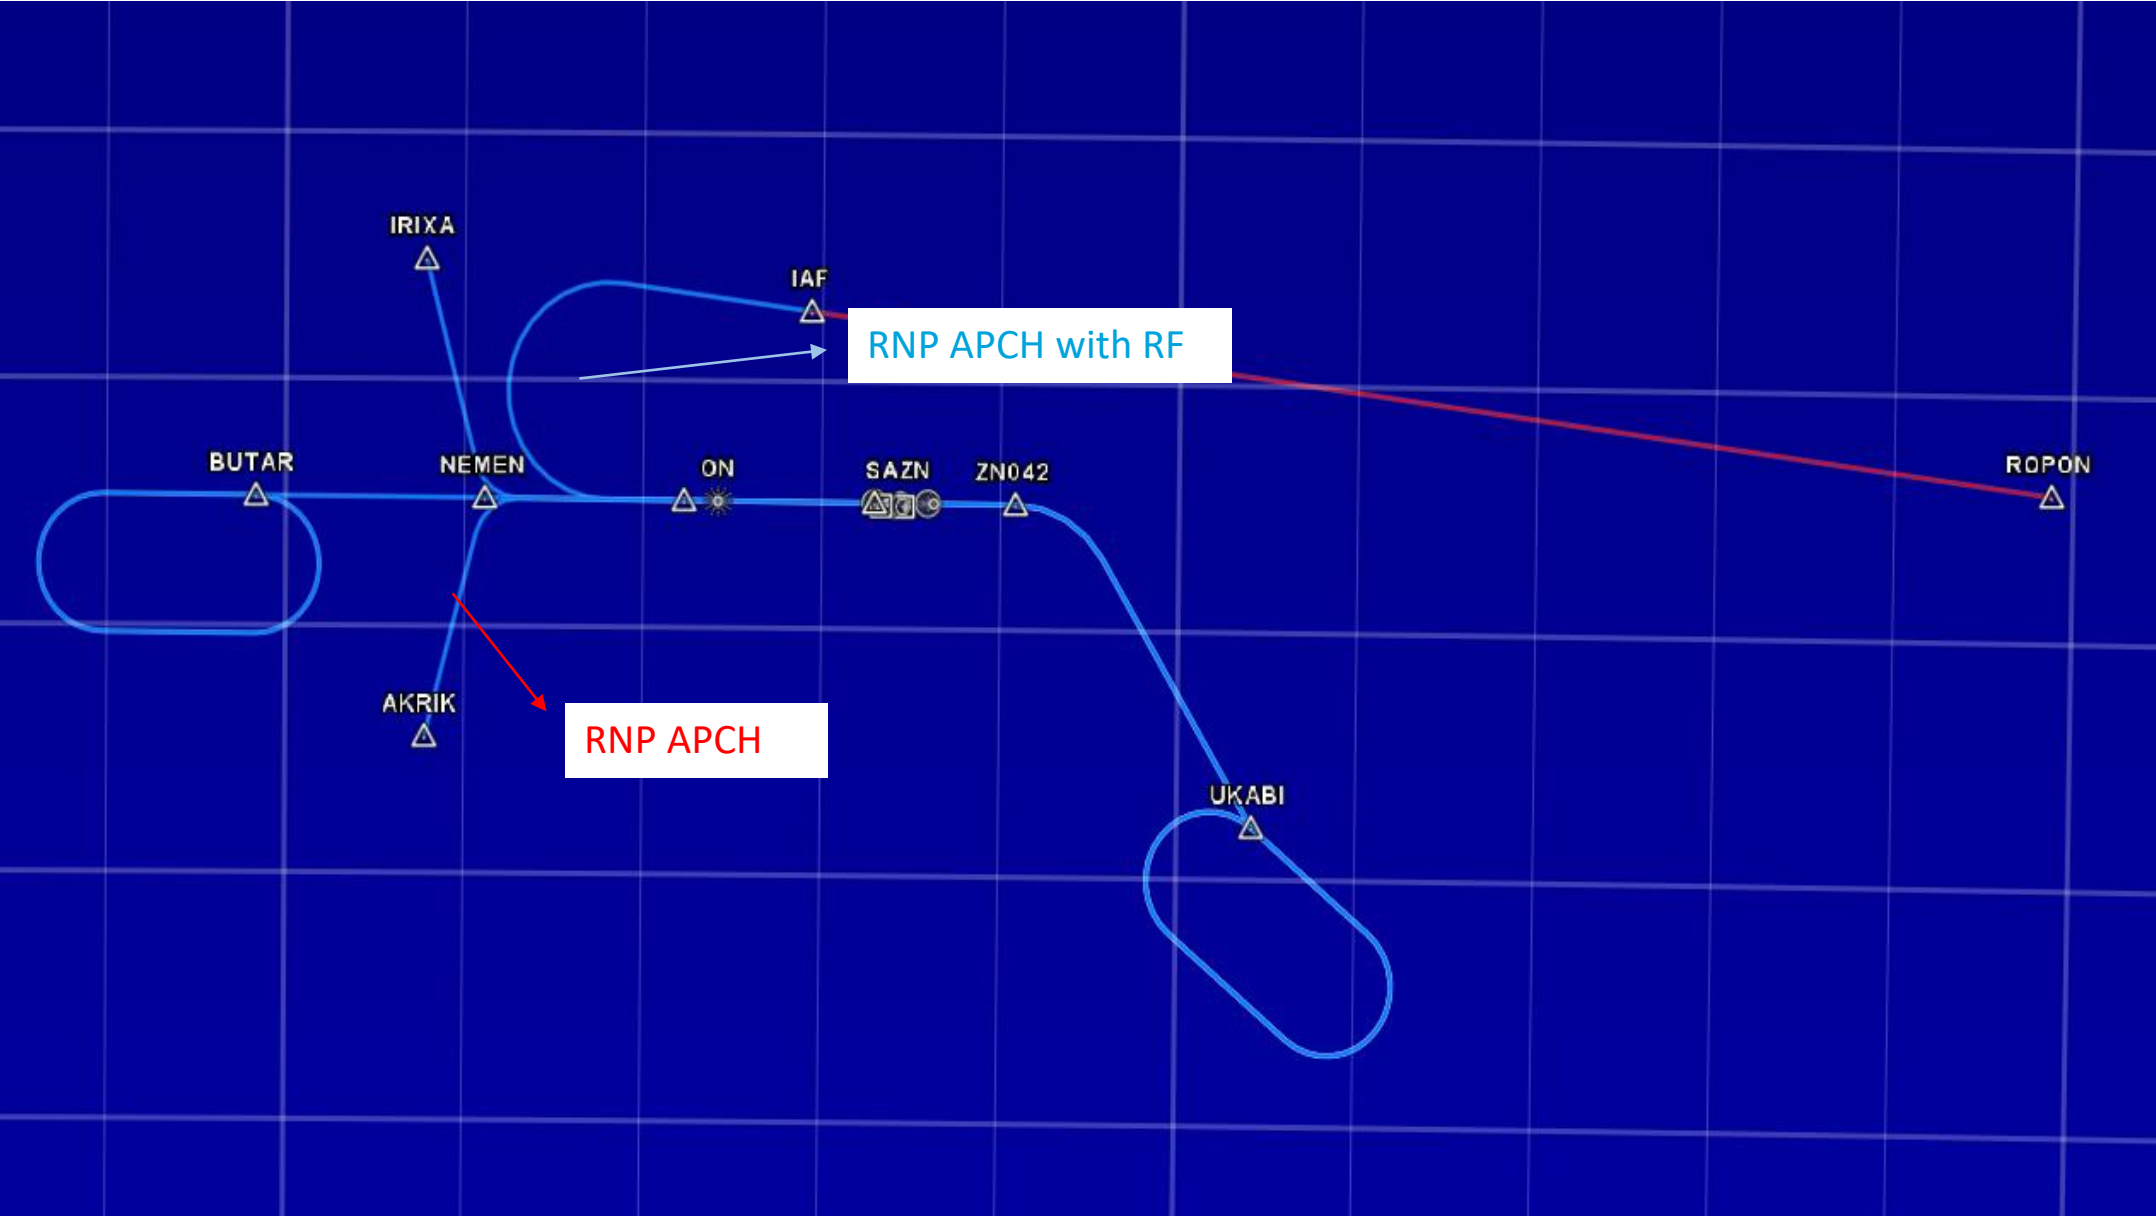 IRIXA
IAF
RNP APCH with RF
BUTAR
NEMEN
ON
SAZN
ZN042
ROPON
AKRIK
RNP APCH
UKABI